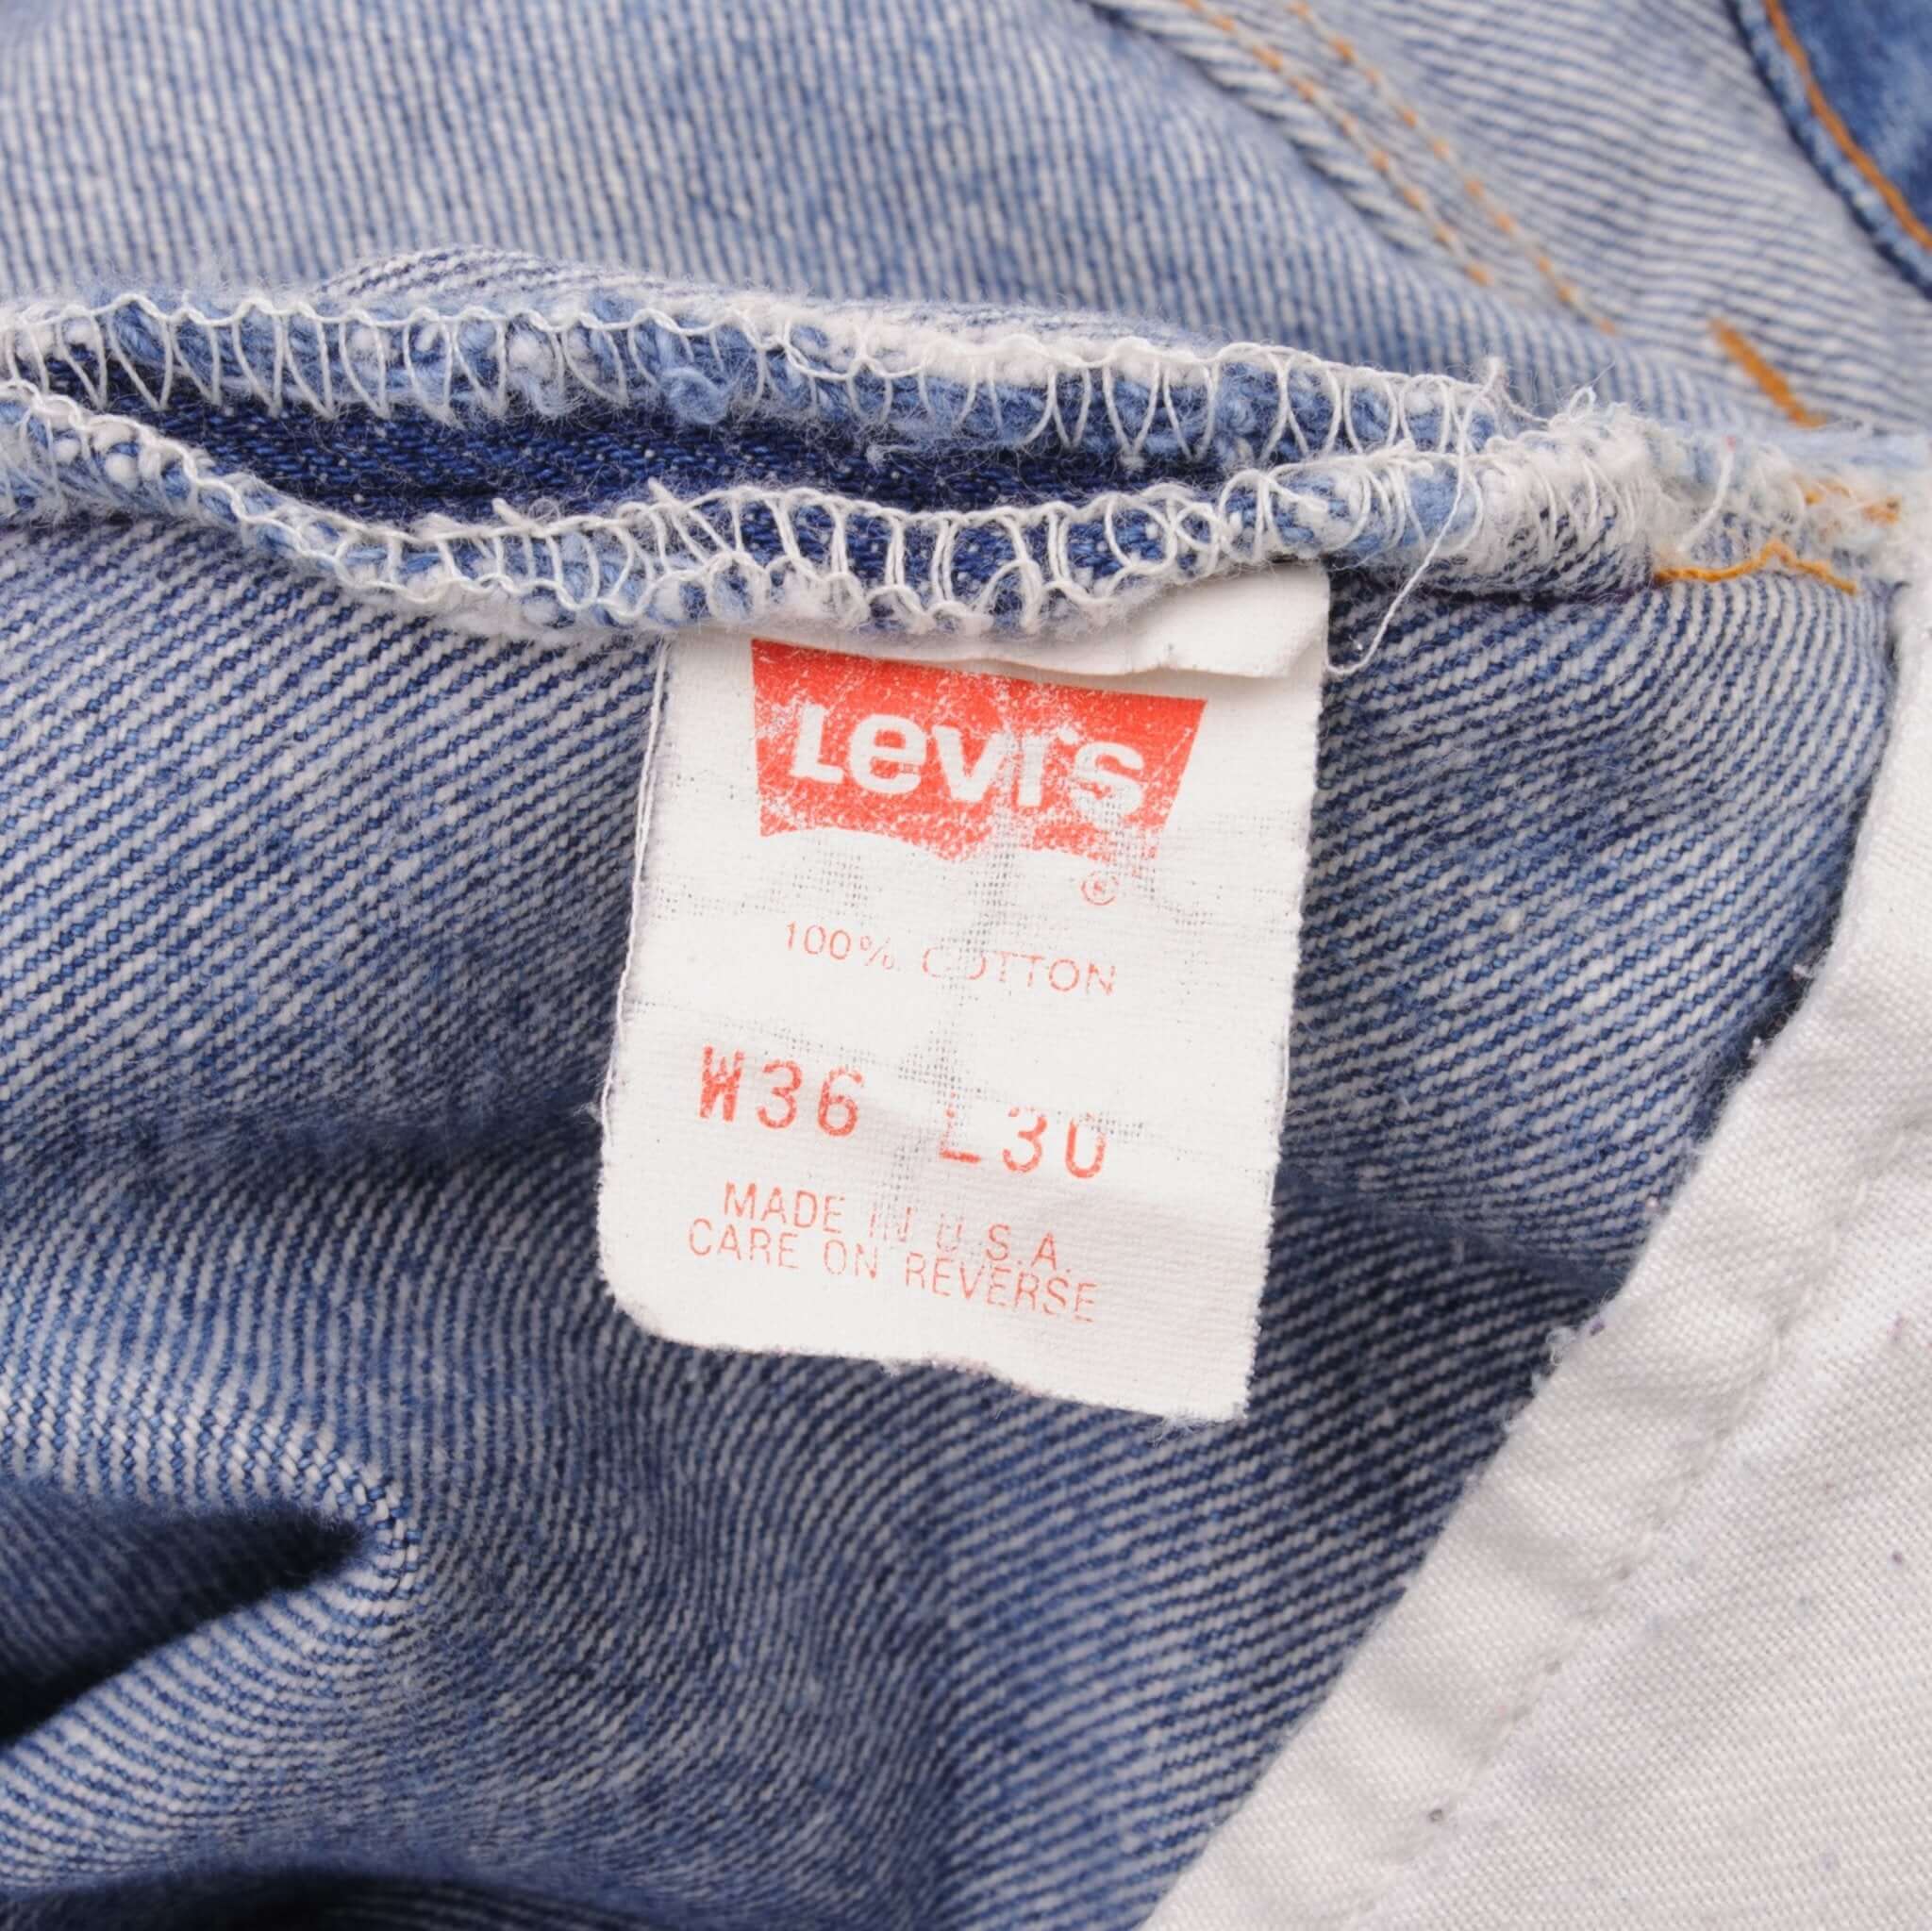 Levi's
®
100% COTTON
W36 L30
MADE IN U.S.A.
CARE ON REVERSE